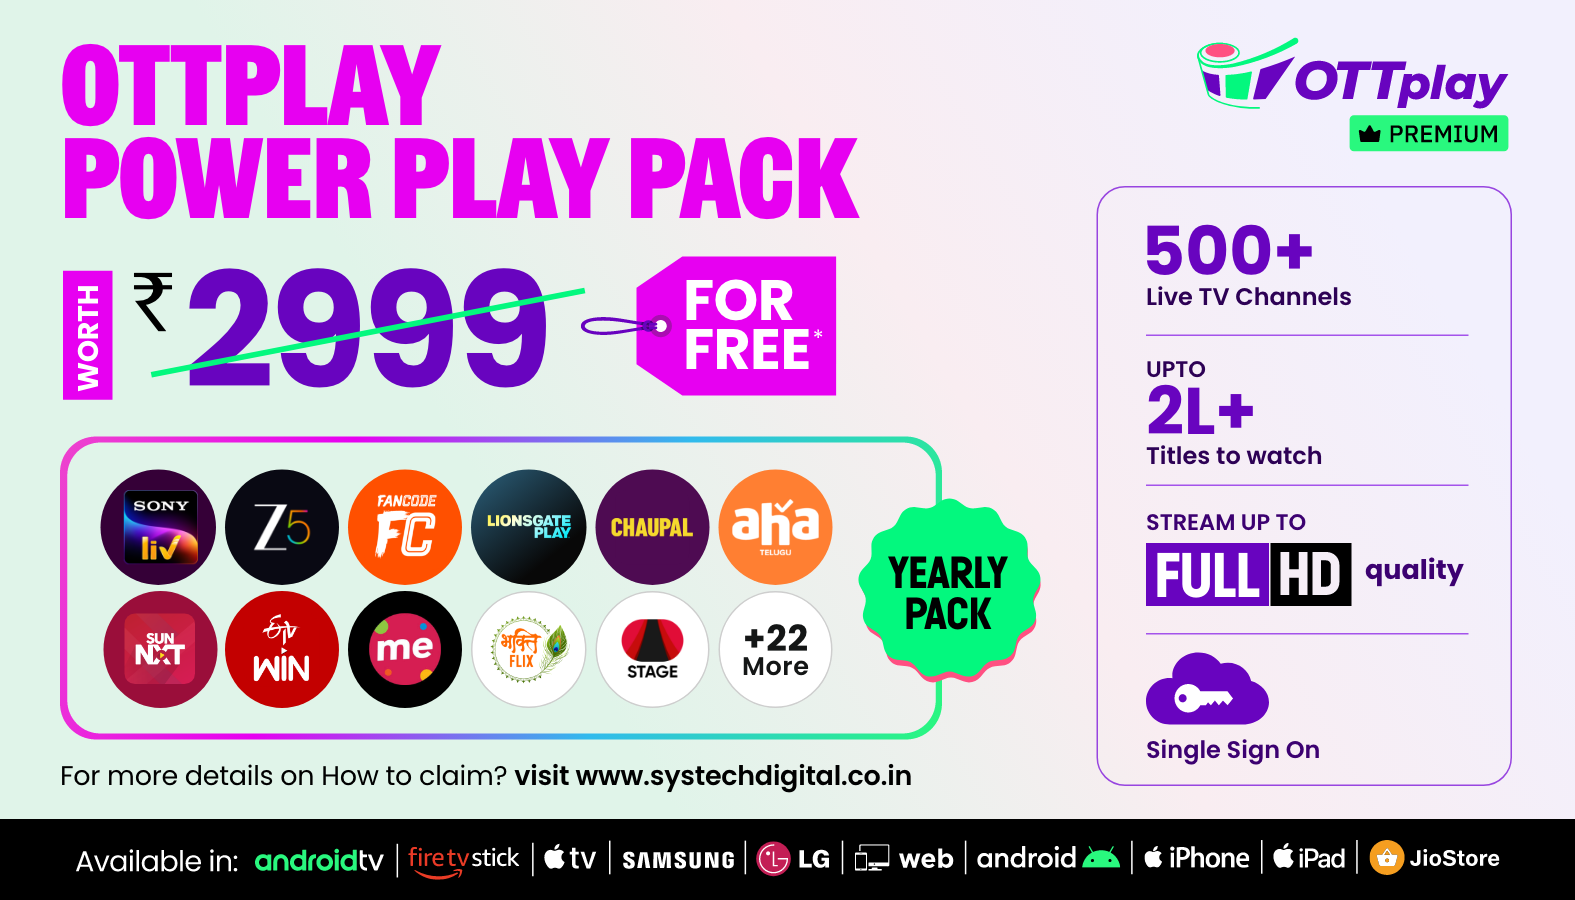 OTTPLAY
POWER PLAY PACK
OTTplay
PREMIUM
WORTH
₹ 2999
FOR
FREE*
SONY
liv
Z5
FANCODE
FC
LIONSGATE
PLAY
CHAUPAL
aha
TELUGU
SUN
NXT
etv
WIN
me
भक्ति
FLIX
STAGE
+22
More
YEARLY
PACK
For more details on How to claim? visit www.systechdigital.co.in
500+
Live TV Channels
UPTO
2L+
Titles to watch
STREAM UP TO
FULL HD quality
Single Sign On
Available in: androidtv | firetvstick | tv | SAMSUNG | LG | web | android | iPhone | iPad | JioStore